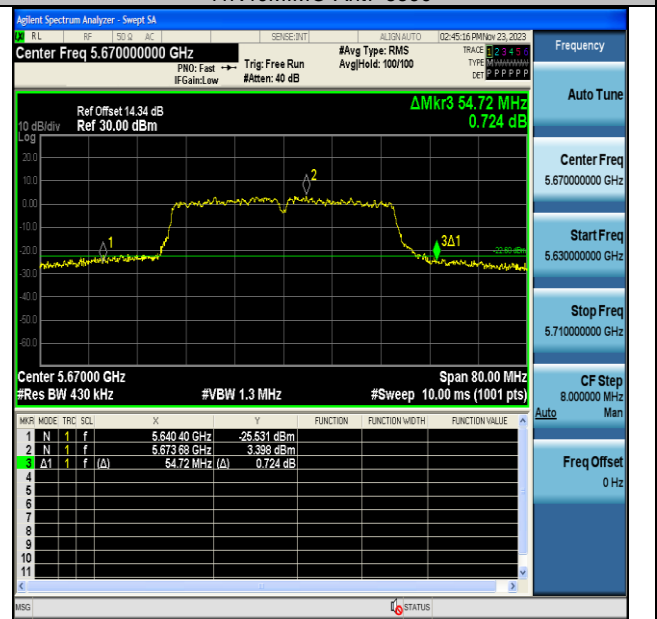 Agilent Spectrum Analyzer - Swept SA
RL RF 50 Ω AC SENSE:INT ALIGN AUTO 02:45:16 PM Nov 23, 2023
Center Freq 5.670000000 GHz
PNO: Fast
IFGain:Low
Trig: Free Run
#Atten: 40 dB
#Avg Type: RMS
Avg|Hold: 100/100
TRACE 1 2 3 4 5 6
TYPE M W W W W W
DET P P P P P P
Frequency
Auto Tune
Center Freq
5.670000000 GHz
Start Freq
5.630000000 GHz
Stop Freq
5.710000000 GHz
CF Step
8.000000 MHz
Auto Man
Freq Offset
0 Hz
ΔMkr3 54.72 MHz
0.724 dB
Ref Offset 14.34 dB
10 dB/div Ref 30.00 dBm
Log
20.0
10.0
0.00
-10.0
-20.0
-30.0
-40.0
-50.0
-60.0
1
2
3Δ1
-22.60 dBm
Center 5.67000 GHz Span 80.00 MHz
#Res BW 430 kHz #VBW 1.3 MHz #Sweep 10.00 ms (1001 pts)
MKR MODE TRC SCL X Y FUNCTION FUNCTION WIDTH FUNCTION VALUE
1 N 1 f 5.640 40 GHz -25.531 dBm
2 N 1 f 5.673 68 GHz 3.398 dBm
3 Δ1 1 f (Δ) 54.72 MHz (Δ) 0.724 dB
4
5
6
7
8
9
10
11
MSG STATUS